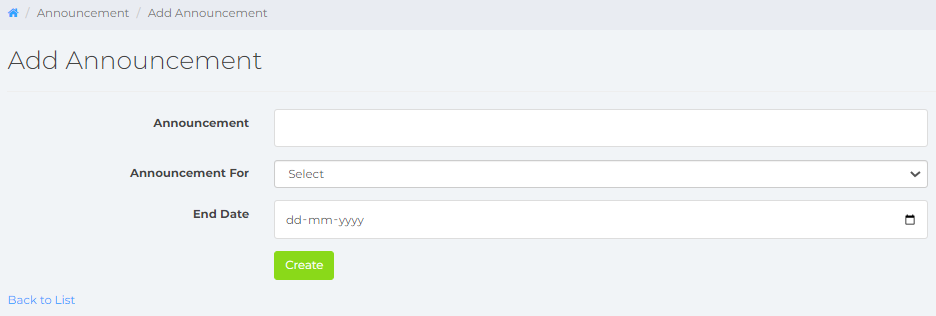 / Announcement / Add Announcement
Add Announcement
Announcement
Announcement For
Select
End Date
dd-mm-yyyy
Create
Back to List